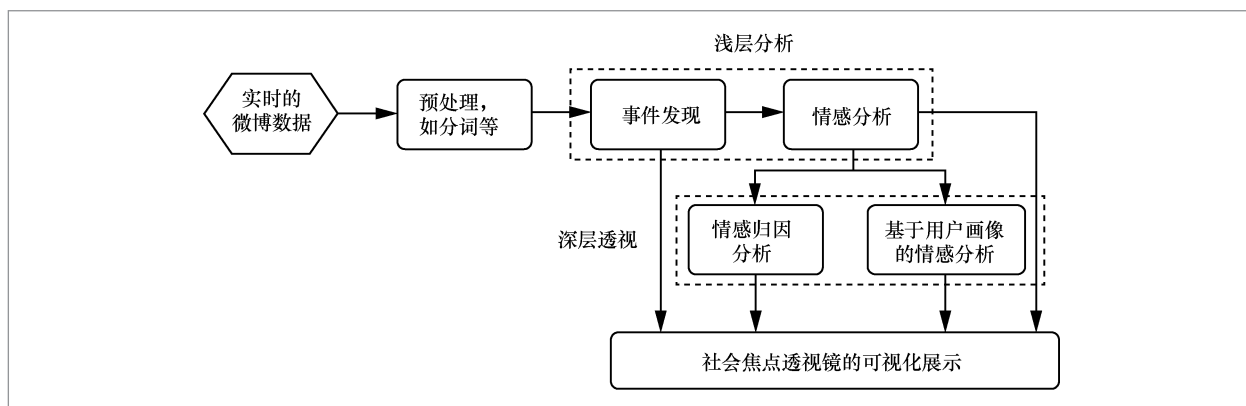 浅层分析
实时的
微博数据
预处理，
如分词等
事件发现
情感分析
深层透视
情感归因
分析
基于用户画像
的情感分析
社会焦点透视镜的可视化展示